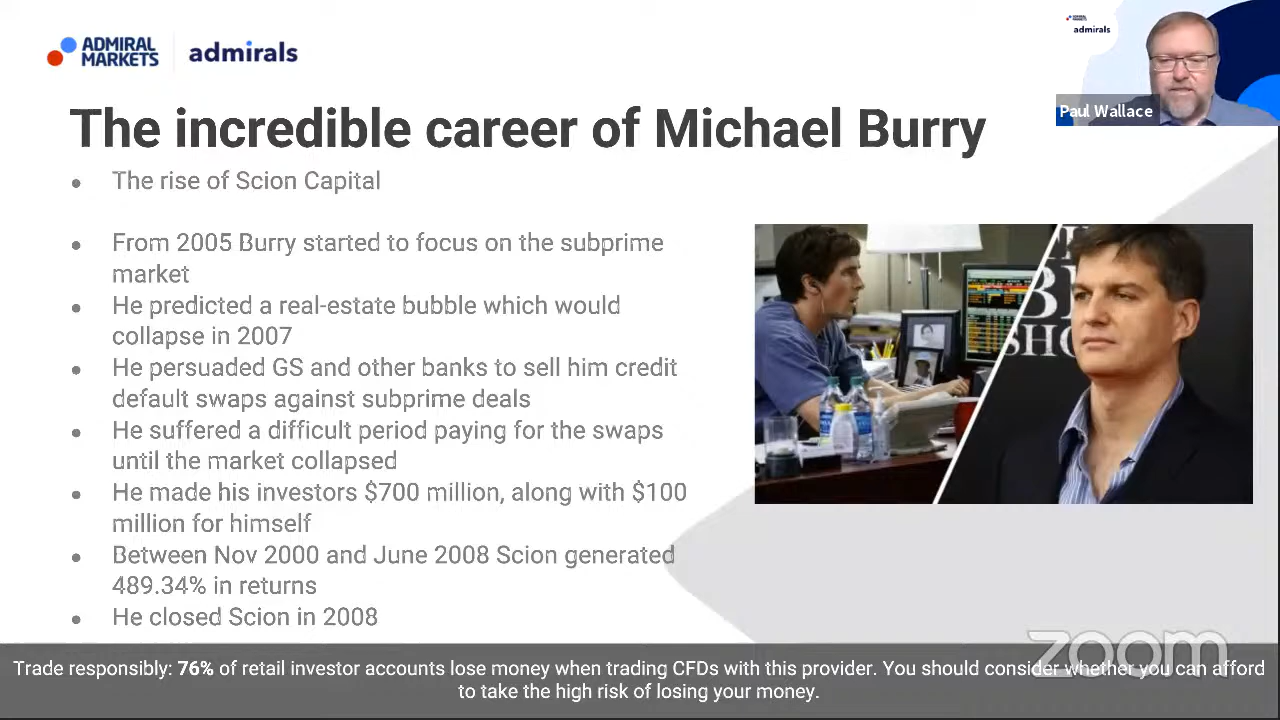 ADMIRAL
MARKETS
admirals
admirals
Paul Wallace
The incredible career of Michael Burry
• The rise of Scion Capital
• From 2005 Burry started to focus on the subprime
market
• He predicted a real-estate bubble which would
collapse in 2007
• He persuaded GS and other banks to sell him credit
default swaps against subprime deals
• He suffered a difficult period paying for the swaps
until the market collapsed
• He made his investors $700 million, along with $100
million for himself
• Between Nov 2000 and June 2008 Scion generated
489.34% in returns
• He closed Scion in 2008
zoom
Trade responsibly: 76% of retail investor accounts lose money when trading CFDs with this provider. You should consider whether you can afford
to take the high risk of losing your money.